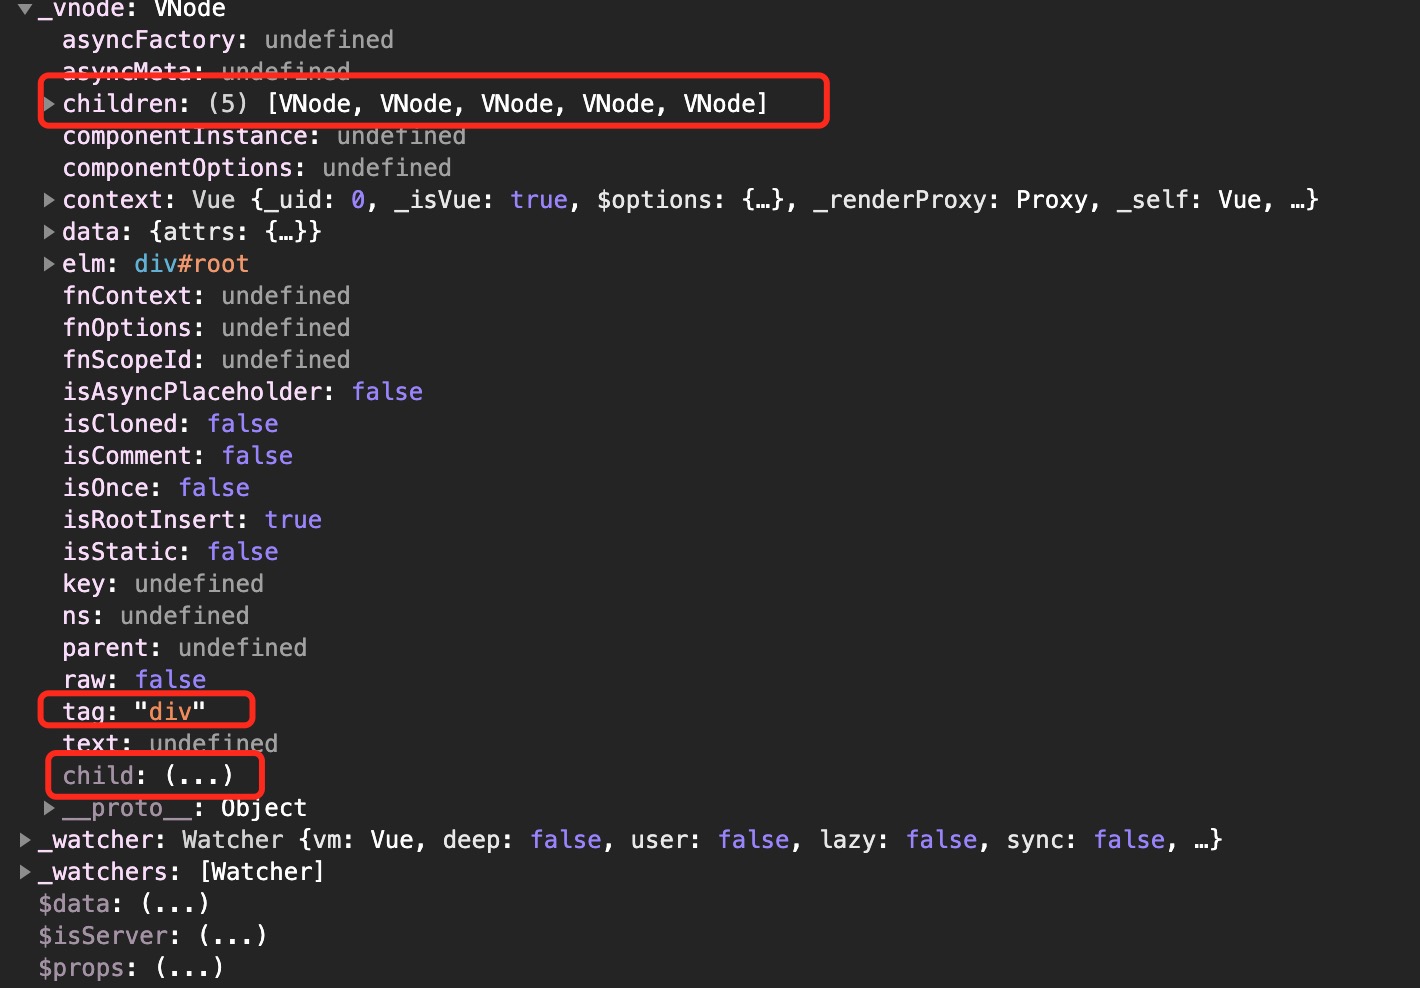 _vnode: VNode
asyncFactory: undefined
asyncMeta: undefined
children: (5) [VNode, VNode, VNode, VNode, VNode]
componentInstance: undefined
componentOptions: undefined
context: Vue {_uid: 0, _isVue: true, $options: {…}, _renderProxy: Proxy, _self: Vue, …}
data: {attrs: {…}}
elm: div#root
fnContext: undefined
fnOptions: undefined
fnScopeId: undefined
isAsyncPlaceholder: false
isCloned: false
isComment: false
isOnce: false
isRootInsert: true
isStatic: false
key: undefined
ns: undefined
parent: undefined
raw: false
tag: "div"
text: undefined
child: (...)
__proto__: Object
_watcher: Watcher {vm: Vue, deep: false, user: false, lazy: false, sync: false, …}
_watchers: [Watcher]
$data: (...)
$isServer: (...)
$props: (...)